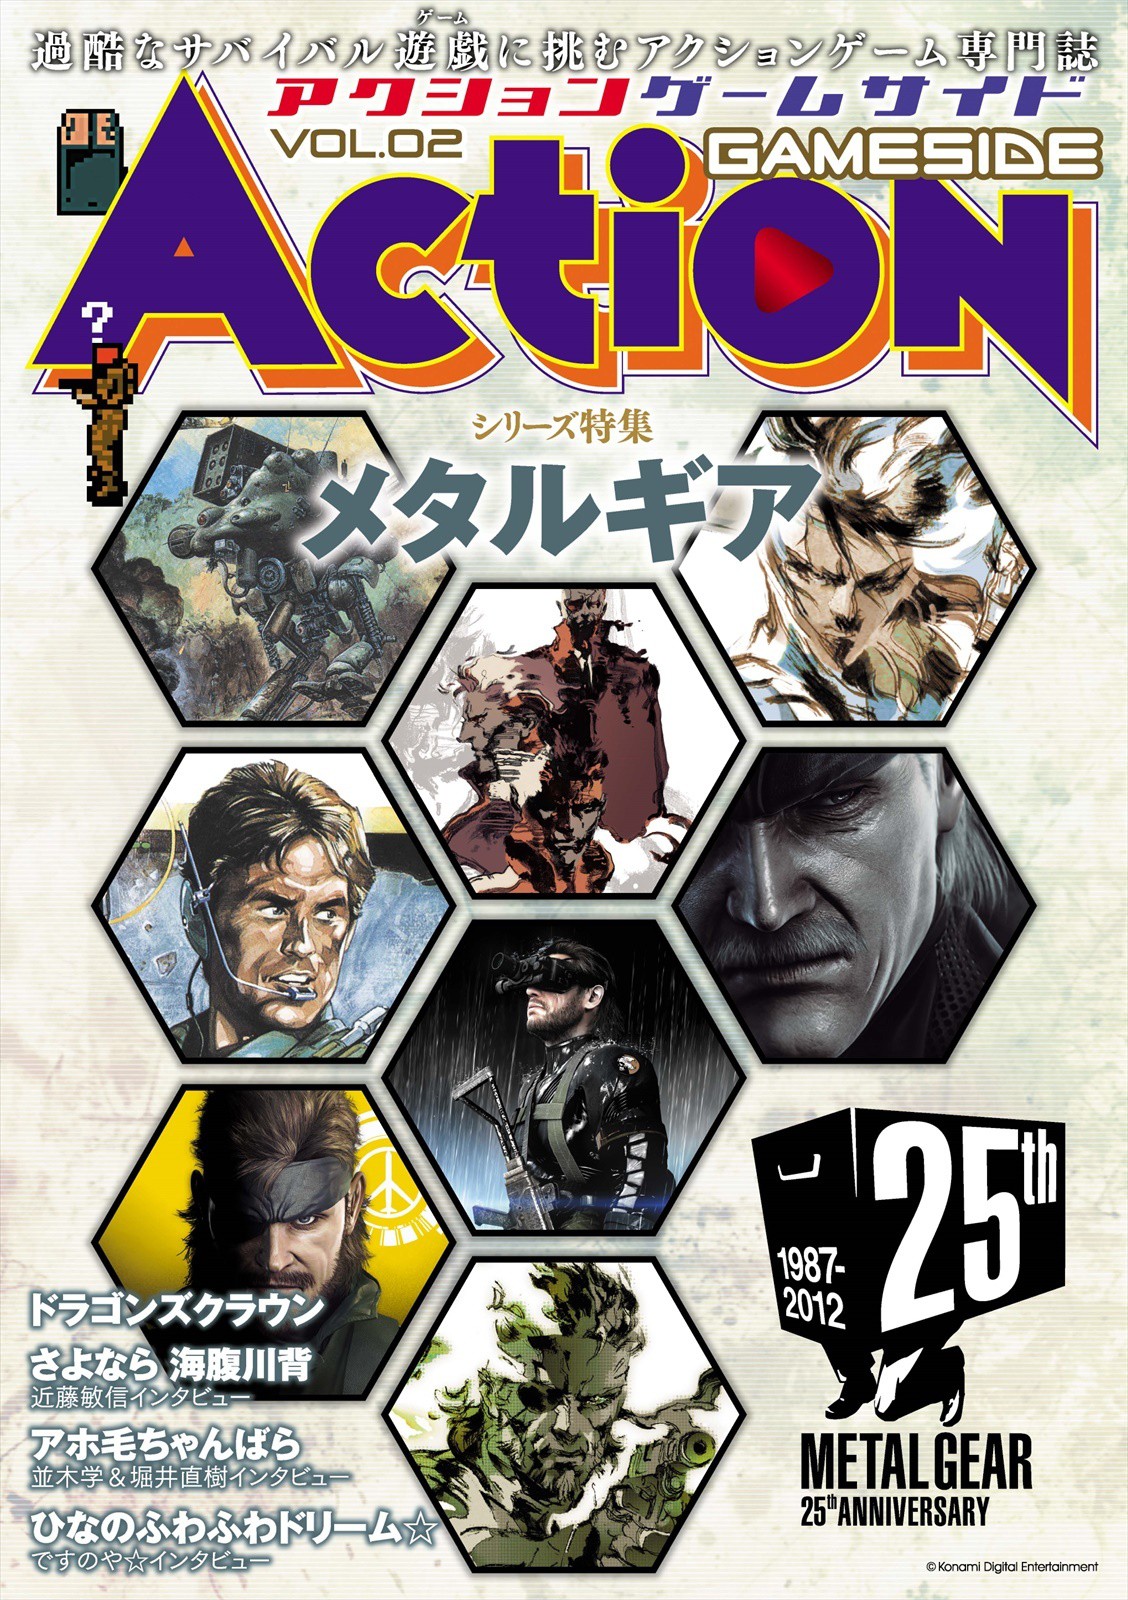 ゲーム
過酷なサバイバル遊戯に挑むアクションゲーム専門誌
アクションゲームサイド
VOL.02
GAMESIDE
Action
?
シリーズ特集
メタルギア
25th
1987-
2012
METAL GEAR
25th ANNIVERSARY
ドラゴンズクラウン
さよなら 海腹川背
近藤敏信インタビュー
アホ毛ちゃんばら
並木学&堀井直樹インタビュー
ひなのふわふわドリーム☆
ですのや☆インタビュー
© Konami Digital Entertainment